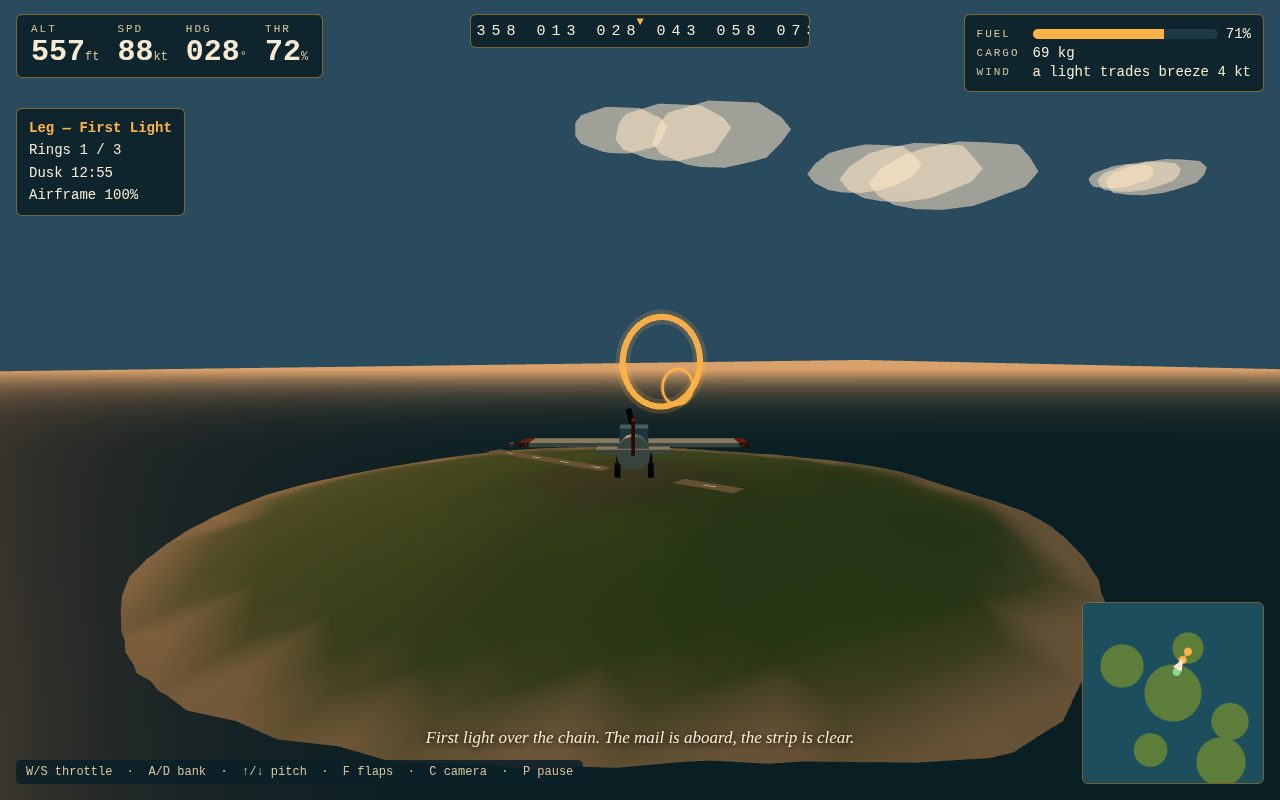 ALT SPD HDG THR
557ft 88kt 028° 72%
358 013 028 043 058 073
FUEL 71%
CARGO 69 kg
WIND a light trades breeze 4 kt
Leg — First Light
Rings 1 / 3
Dusk 12:55
Airframe 100%
First light over the chain. The mail is aboard, the strip is clear.
W/S throttle · A/D bank · ↑/↓ pitch · F flaps · C camera · P pause